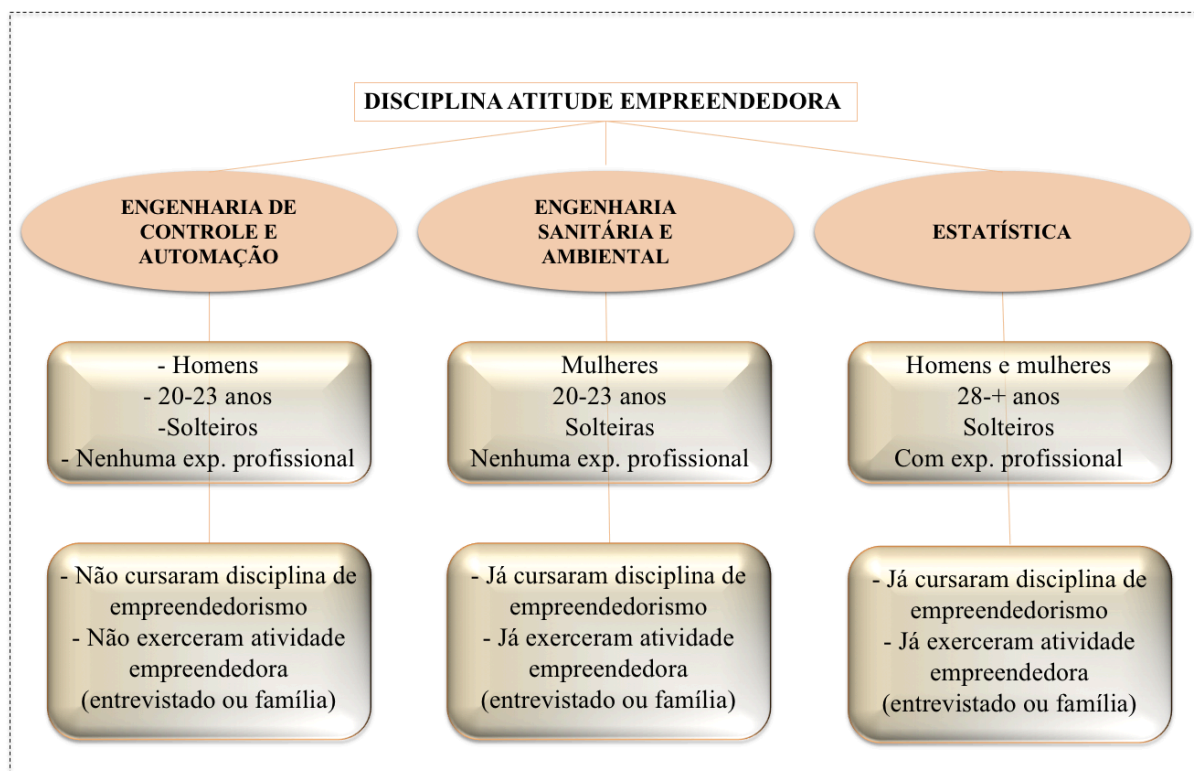 DISCIPLINA ATITUDE EMPREENDEDORA
ENGENHARIA DE
CONTROLE E
AUTOMAÇÃO
ENGENHARIA
SANITÁRIA E
AMBIENTAL
ESTATÍSTICA
- Homens
- 20-23 anos
-Solteiros
- Nenhuma exp. profissional
Mulheres
20-23 anos
Solteiras
Nenhuma exp. profissional
Homens e mulheres
28-+ anos
Solteiros
Com exp. profissional
- Não cursaram disciplina de
empreendedorismo
- Não exerceram atividade
empreendedora
(entrevistado ou família)
- Já cursaram disciplina de
empreendedorismo
- Já exerceram atividade
empreendedora
(entrevistado ou família)
- Já cursaram disciplina de
empreendedorismo
- Já exerceram atividade
empreendedora
(entrevistado ou família)